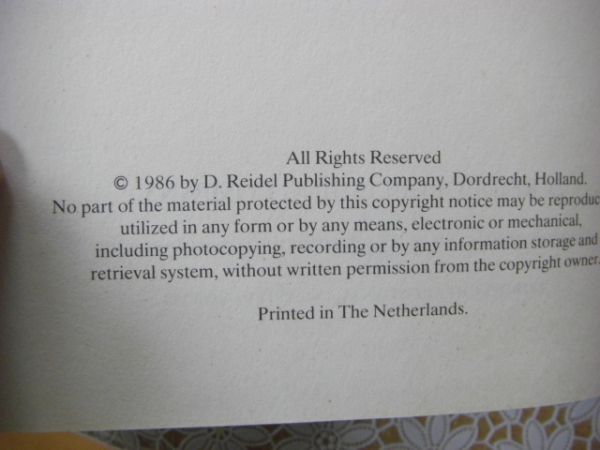 All Rights Reserved
© 1986 by D. Reidel Publishing Company, Dordrecht, Holland.
No part of the material protected by this copyright notice may be reproduc
utilized in any form or by any means, electronic or mechanical,
including photocopying, recording or by any information storage and
retrieval system, without written permission from the copyright owner.
Printed in The Netherlands.